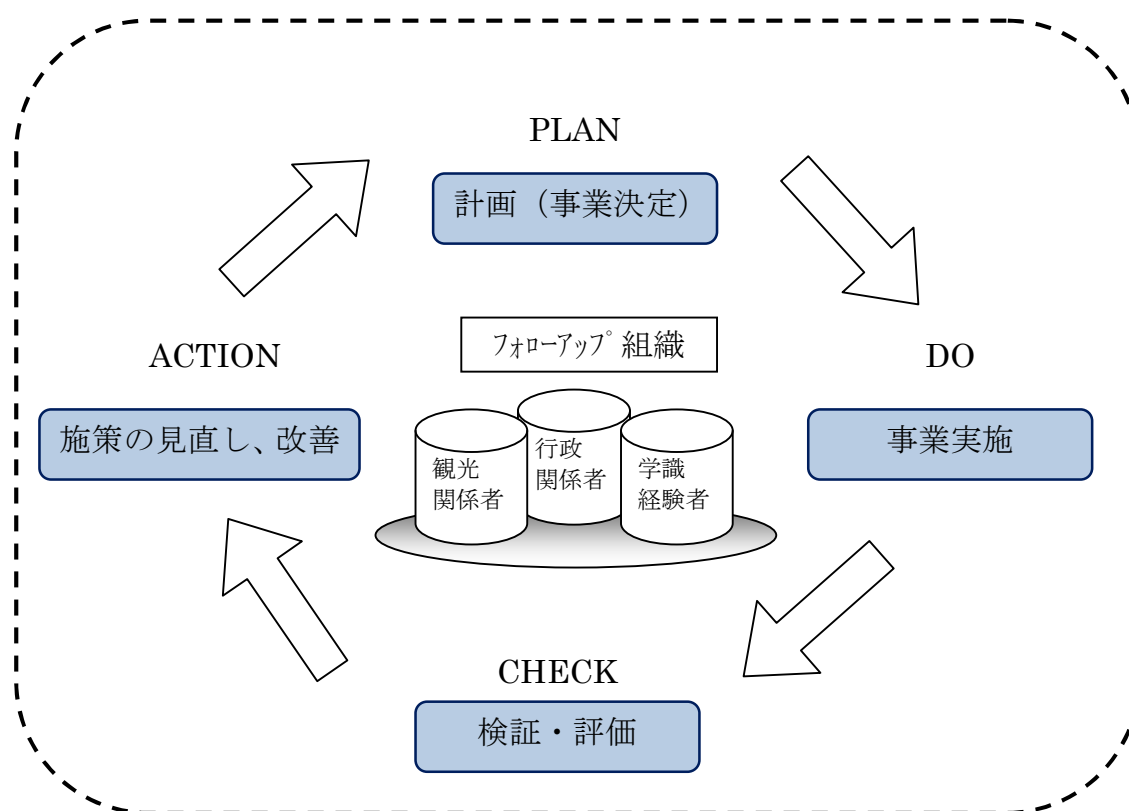 PLAN
計画（事業決定）
ACTION
施策の見直し、改善
フォローアップ組織
観光
関係者
行政
関係者
学識
経験者
DO
事業実施
CHECK
検証・評価